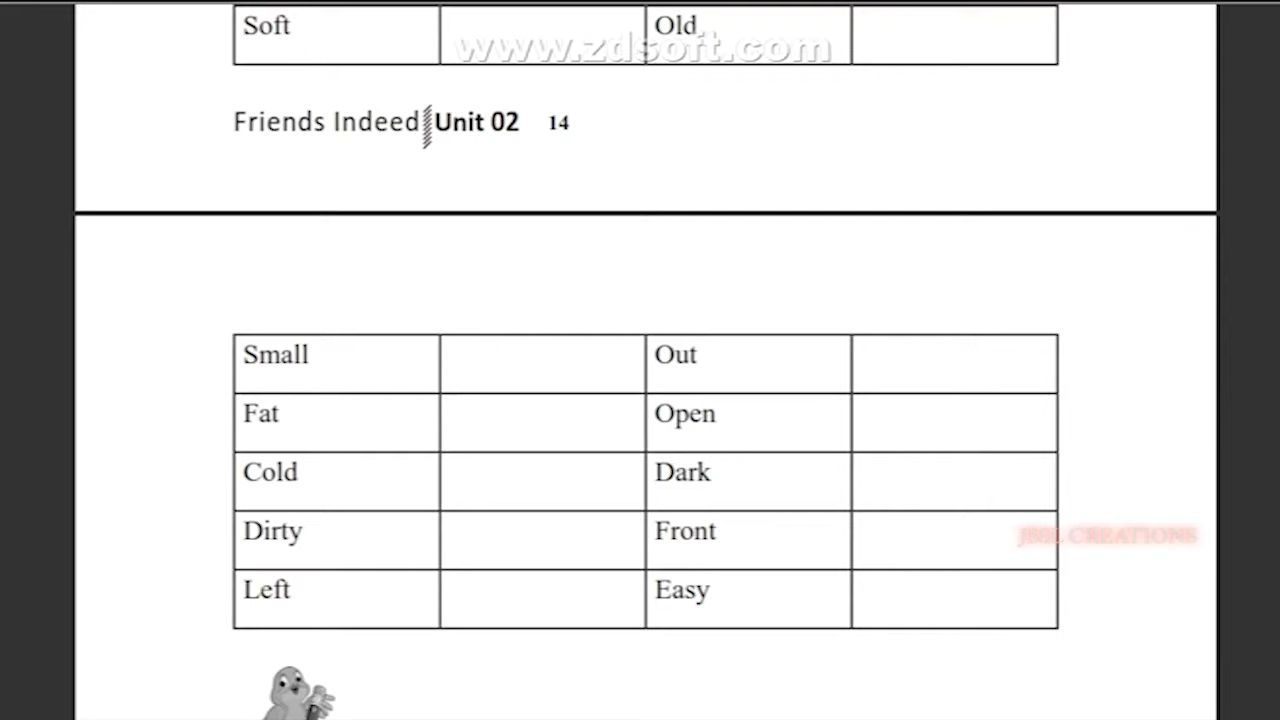 Soft Old
www.zdsoft.com
Friends Indeed Unit 02 14
Small Out
Fat Open
Cold Dark
Dirty Front
Left Easy
CREATIONS